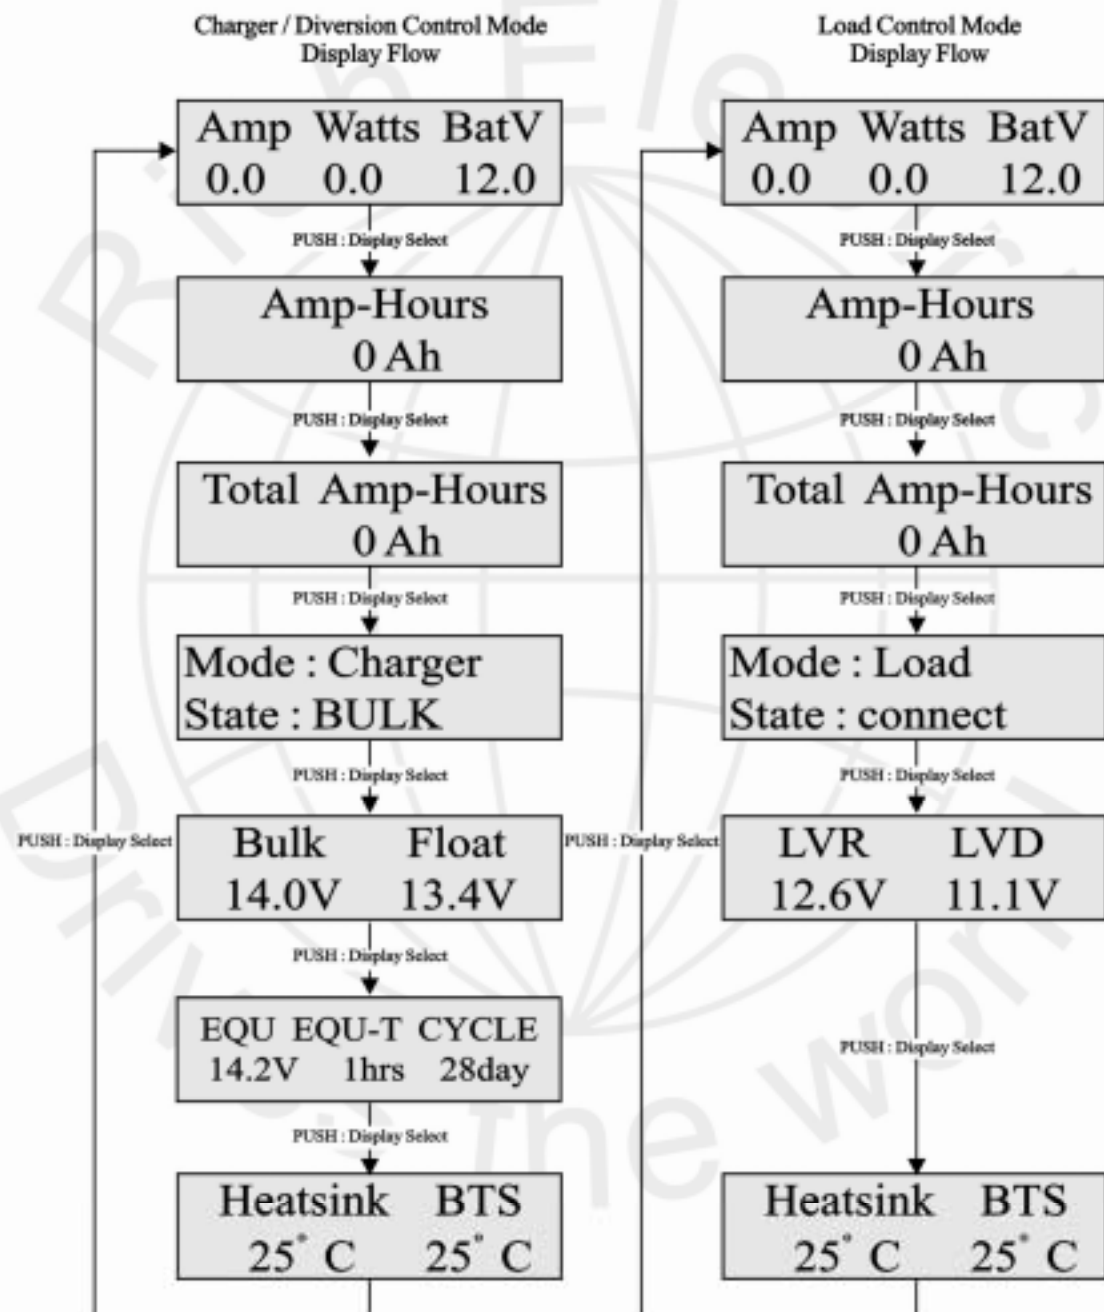 Charger / Diversion Control Mode
Display Flow
Amp Watts BatV
0.0 0.0 12.0
PUSH : Display Select
Amp-Hours
0 Ah
PUSH : Display Select
Total Amp-Hours
0 Ah
PUSH : Display Select
Mode : Charger
State : BULK
PUSH : Display Select
PUSH : Display Select
Bulk Float
14.0V 13.4V
PUSH : Display Select
EQU EQU-T CYCLE
14.2V 1hrs 28day
PUSH : Display Select
Heatsink BTS
25° C 25° C
Load Control Mode
Display Flow
Amp Watts BatV
0.0 0.0 12.0
PUSH : Display Select
Amp-Hours
0 Ah
PUSH : Display Select
Total Amp-Hours
0 Ah
PUSH : Display Select
Mode : Load
State : connect
PUSH : Display Select
PUSH : Display Select
LVR LVD
12.6V 11.1V
PUSH : Display Select
Heatsink BTS
25° C 25° C
Drives the worl